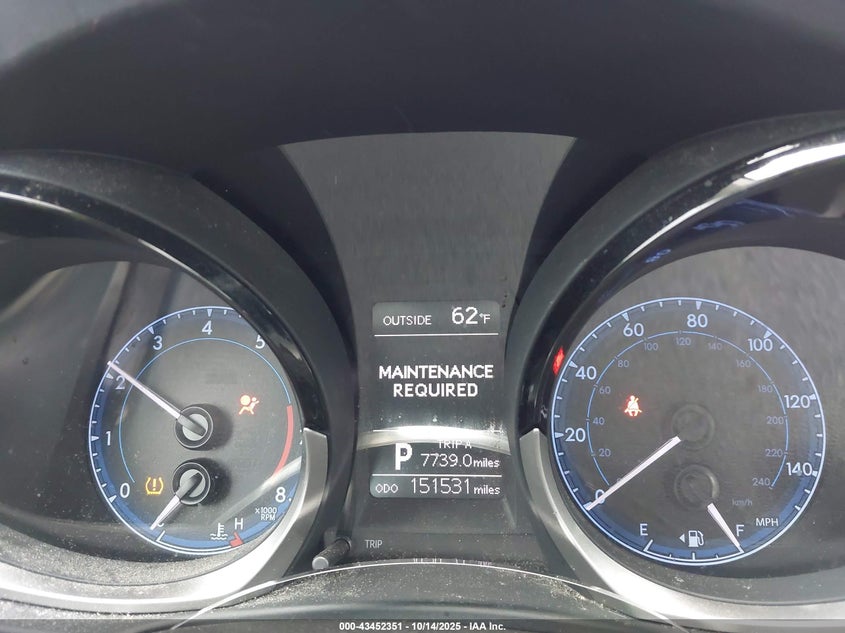 OUTSIDE 62°F
MAINTENANCE
REQUIRED
P TRIP A
7739.0 miles
ODO 151531 miles
TRIP
0 1 2 3 4 5 8
x1000
RPM
H
0 20 40 60 80 100 120 140
20 40 60 80 100 120 140 180 200 220 240
km/h
MPH
E F
000-43452351 - 10/14/2025 - IAA Inc.